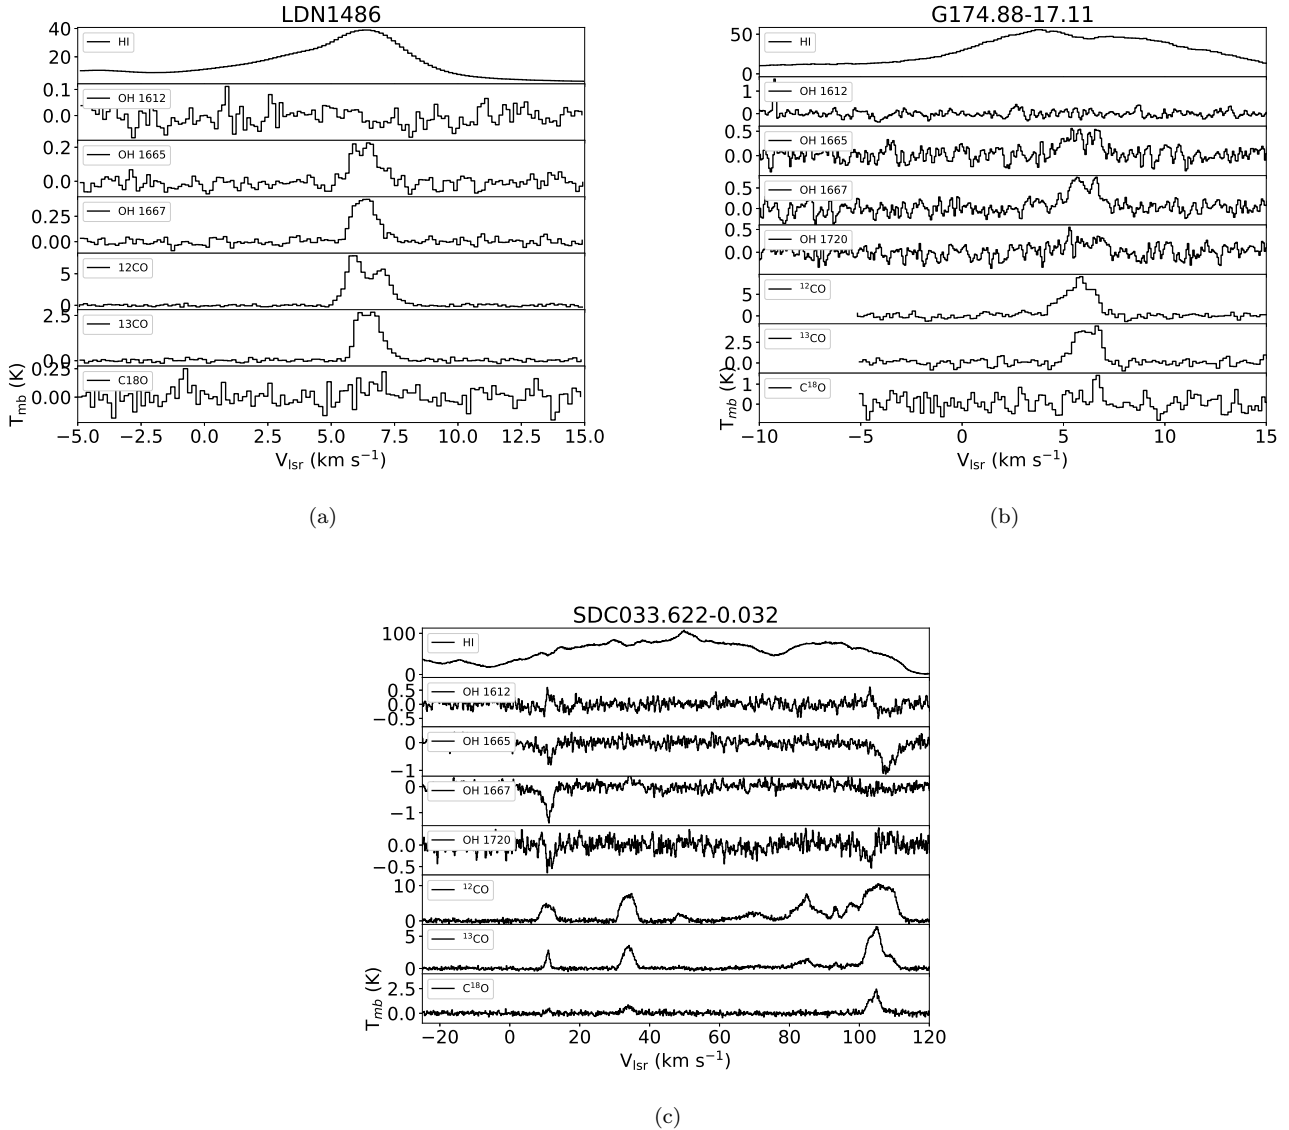 LDN1486
40
20
HI
0.1
0.0
OH 1612
0.2
0.0
OH 1665
0.25
0.00
OH 1667
5
0
12CO
2.5
0.0
13CO
0.25
0.00
C18O
T_mb (K)
−5.0 −2.5 0.0 2.5 5.0 7.5 10.0 12.5 15.0
V_lsr (km s⁻¹)
(a)
G174.88-17.11
50
0
HI
1
0
OH 1612
0.5
0.0
OH 1665
0.5
0.0
OH 1667
0.5
0.0
OH 1720
5
0
¹²CO
2.5
0.0
¹³CO
1
0
C¹⁸O
T_mb (K)
−10 −5 0 5 10 15
V_lsr (km s⁻¹)
(b)
SDC033.622-0.032
100
0
HI
0.5
0.0
−0.5
OH 1612
0
−1
OH 1665
0
−1
OH 1667
0.0
−0.5
OH 1720
10
0
¹²CO
5
0
¹³CO
2.5
0.0
C¹⁸O
T_mb (K)
−20 0 20 40 60 80 100 120
V_lsr (km s⁻¹)
(c)